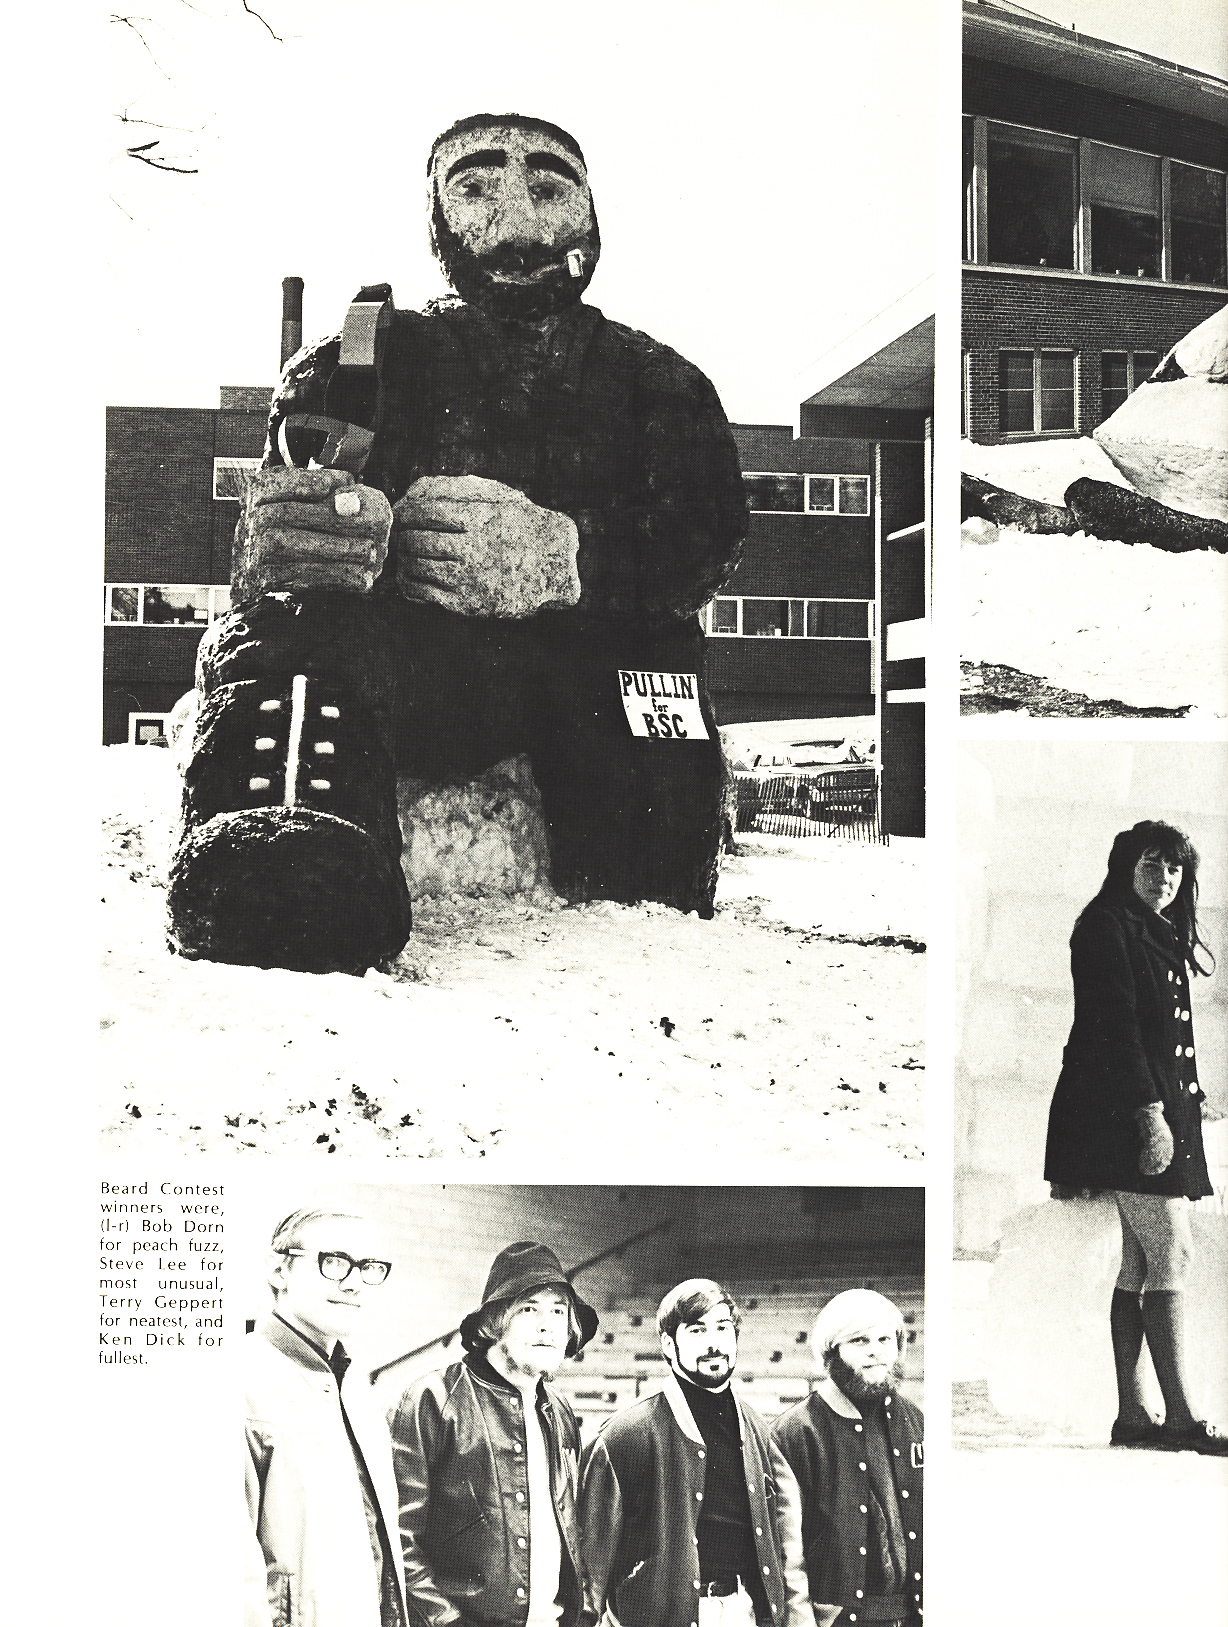 PULLIN'
for
BSC
Beard Contest
winners were,
(l-r) Bob Dorn
for peach fuzz,
Steve Lee for
most unusual,
Terry Geppert
for neatest, and
Ken Dick for
fullest.